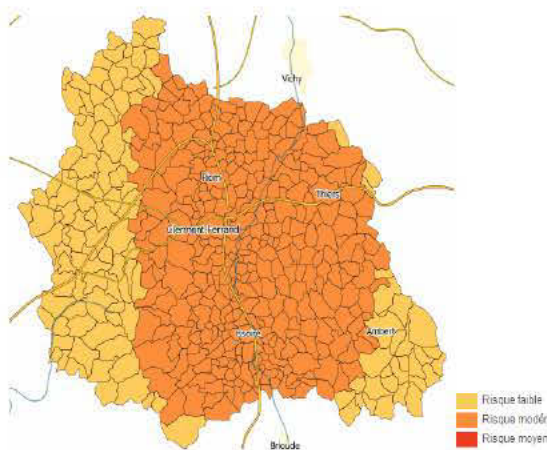 Vichy
Riom
Thiers
Clermont-Ferrand
Issoire
Ambert
Brioude
Risque faible
Risque modér
Risque moyen